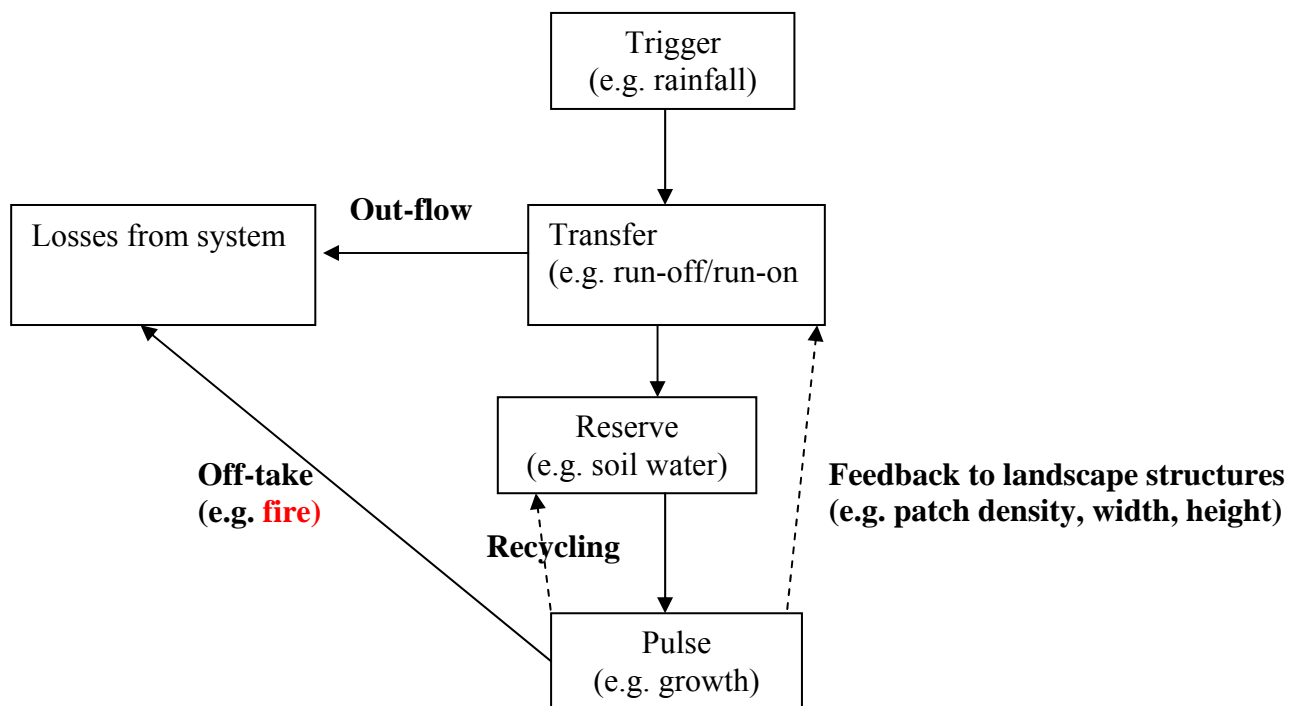 Trigger
(e.g. rainfall)
Out-flow
Losses from system
Transfer
(e.g. run-off/run-on
Reserve
(e.g. soil water)
Off-take
(e.g. fire)
Feedback to landscape structures
(e.g. patch density, width, height)
Recycling
Pulse
(e.g. growth)